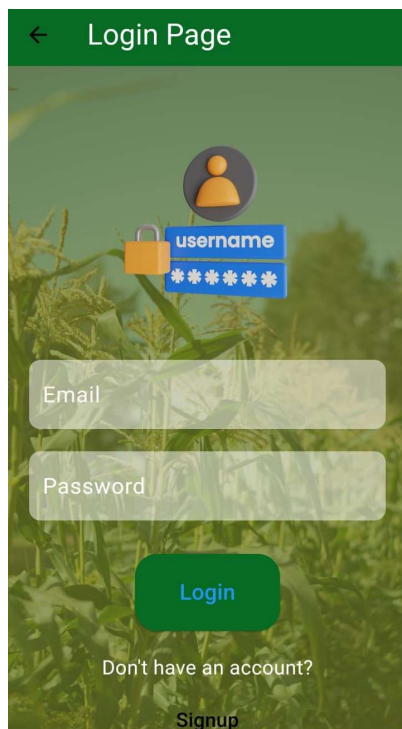 Login Page
username
******
Email
Password
Login
Don't have an account?
Signup